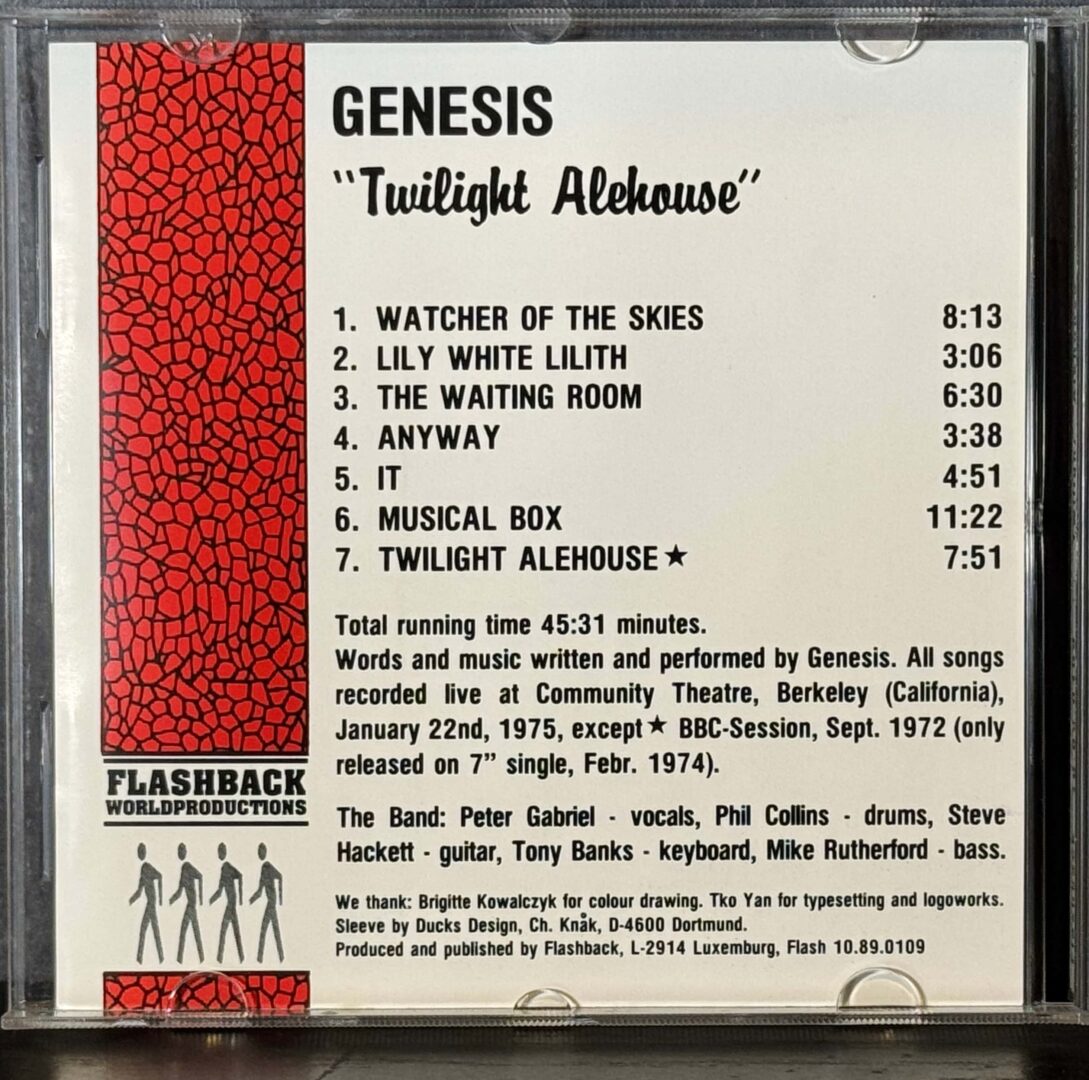 GENESIS
"Twilight Alehouse"
1. WATCHER OF THE SKIES 8:13
2. LILY WHITE LILITH 3:06
3. THE WAITING ROOM 6:30
4. ANYWAY 3:38
5. IT 4:51
6. MUSICAL BOX 11:22
7. TWILIGHT ALEHOUSE★ 7:51
Total running time 45:31 minutes.
Words and music written and performed by Genesis. All songs
recorded live at Community Theatre, Berkeley (California),
January 22nd, 1975, except★ BBC-Session, Sept. 1972 (only
released on 7” single, Febr. 1974).
The Band: Peter Gabriel - vocals, Phil Collins - drums, Steve
Hackett - guitar, Tony Banks - keyboard, Mike Rutherford - bass.
We thank: Brigitte Kowalczyk for colour drawing. Tko Yan for typesetting and logoworks.
Sleeve by Ducks Design, Ch. Knåk, D-4600 Dortmund.
Produced and published by Flashback, L-2914 Luxemburg, Flash 10.89.0109
FLASHBACK
WORLDPRODUCTIONS